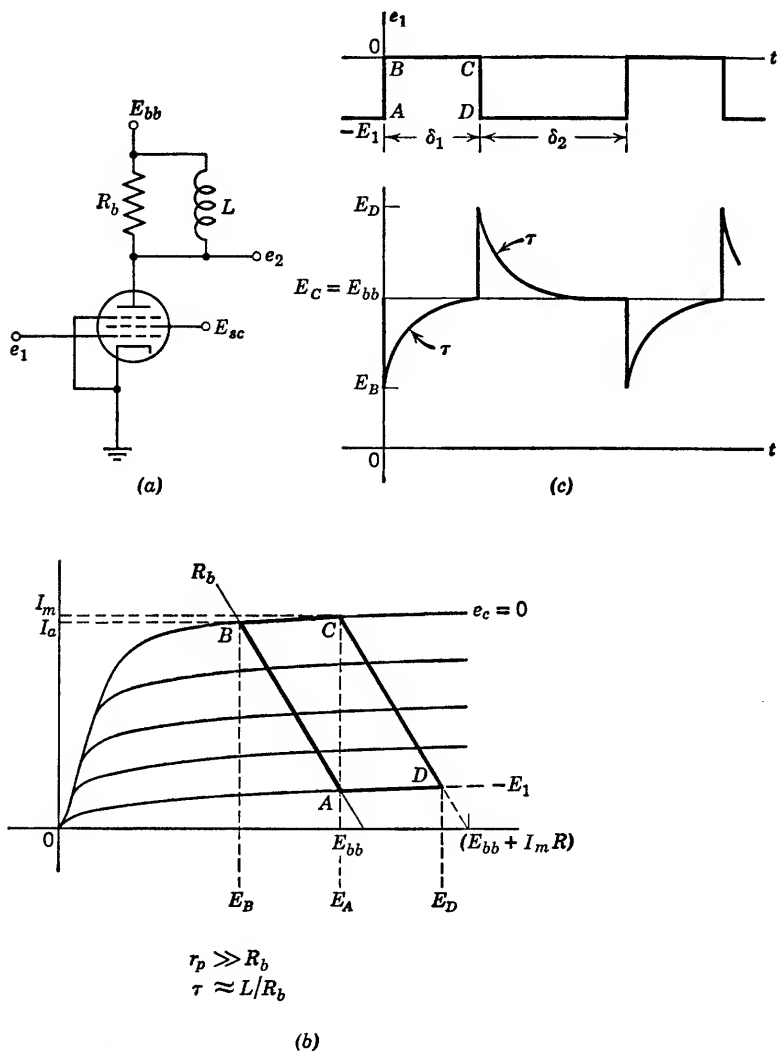 E_bb
R_b
L
e_2
E_sc
e_1
(a)
e_1
0
t
B
C
A
D
-E_1
δ_1
δ_2
E_D
τ
E_C = E_bb
τ
E_B
0
t
(c)
R_b
I_m
I_a
e_c = 0
B
C
D
-E_1
A
0
E_bb
(E_bb + I_m R)
E_B
E_A
E_D
r_p ≫ R_b
τ ≈ L/R_b
(b)